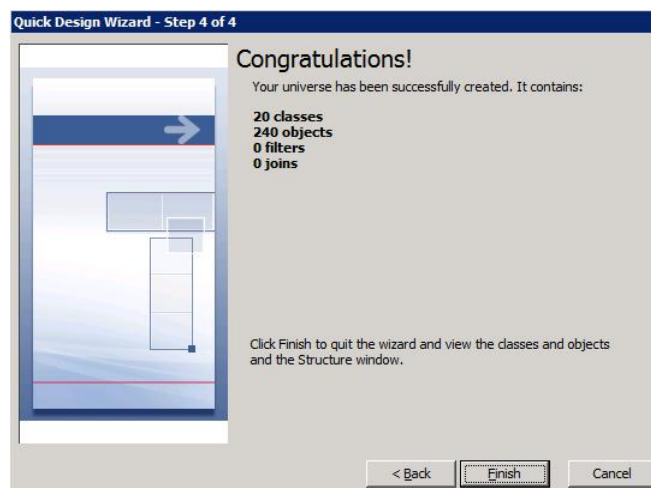 Quick Design Wizard - Step 4 of 4
Congratulations!
Your universe has been successfully created. It contains:
20 classes
240 objects
0 filters
0 joins
Click Finish to quit the wizard and view the classes and objects
and the Structure window.
< Back
Finish
Cancel